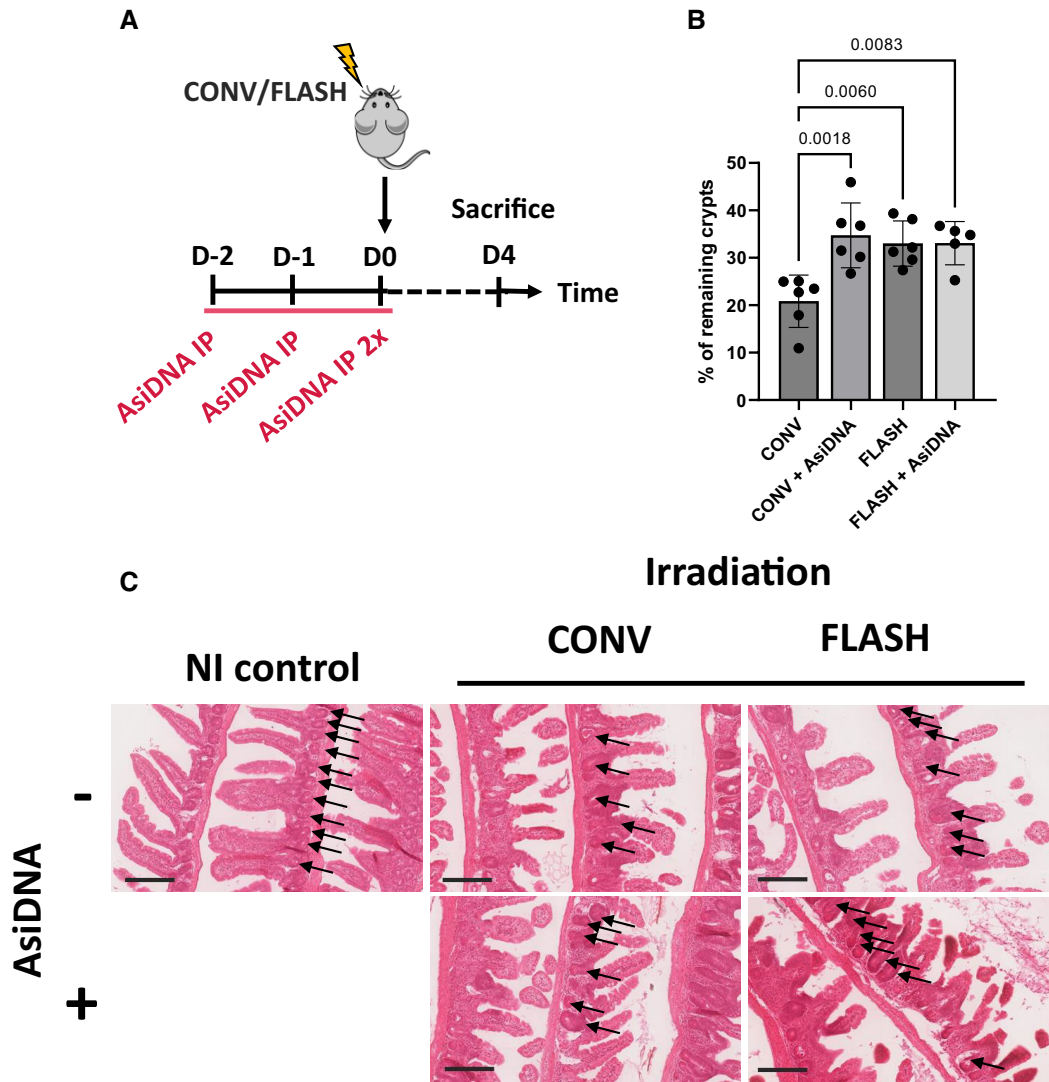 A
CONV/FLASH
Sacrifice
D-2
D-1
D0
D4
Time
AsiDNA IP
AsiDNA IP
AsiDNA IP 2x
B
0.0083
0.0060
0.0018
% of remaining crypts
50
40
30
20
10
0
CONV
CONV + AsiDNA
FLASH
FLASH + AsiDNA
C
Irradiation
NI control
CONV
FLASH
AsiDNA
-
+